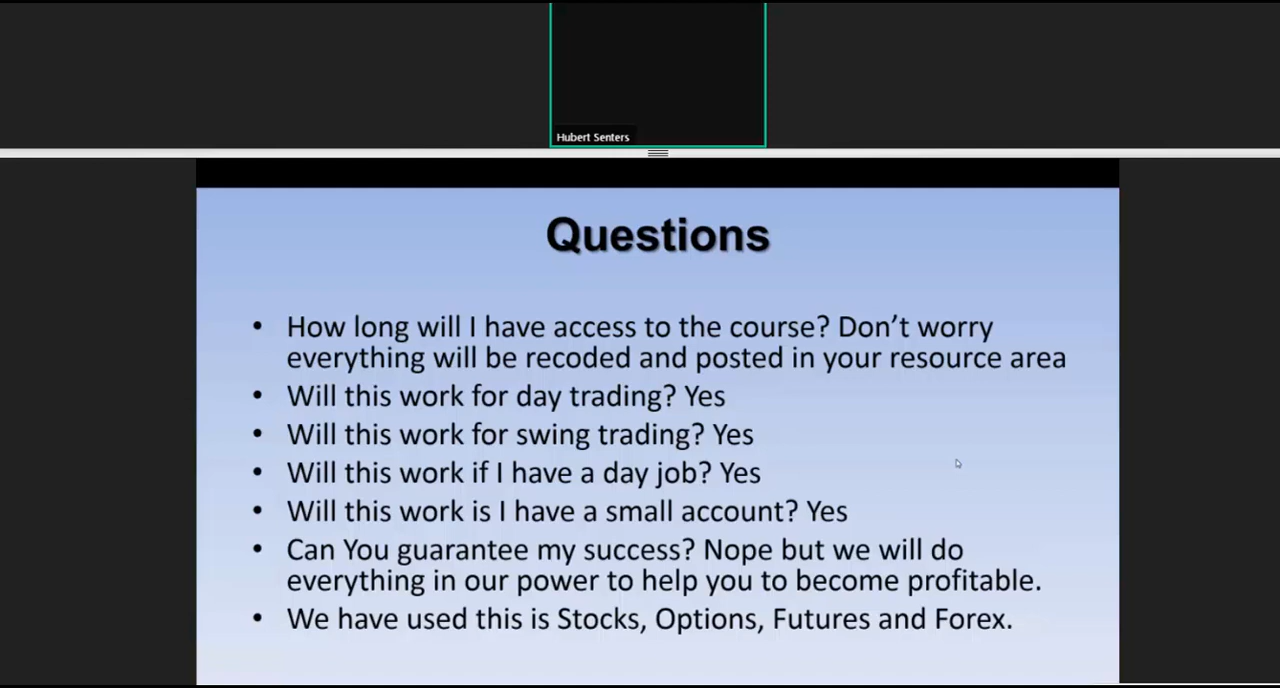 Hubert Senters
Questions
• How long will I have access to the course? Don’t worry
everything will be recoded and posted in your resource area
• Will this work for day trading? Yes
• Will this work for swing trading? Yes
• Will this work if I have a day job? Yes
• Will this work is I have a small account? Yes
• Can You guarantee my success? Nope but we will do
everything in our power to help you to become profitable.
• We have used this is Stocks, Options, Futures and Forex.